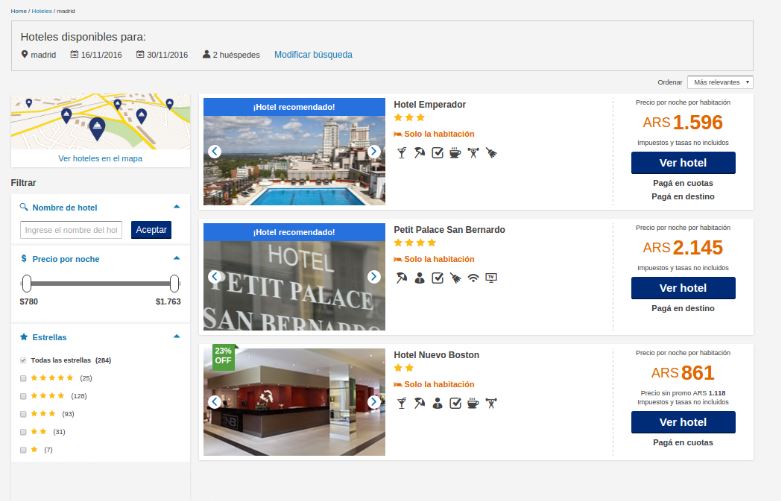 Home / Hoteles / madrid
Hoteles disponibles para:
madrid 16/11/2016 30/11/2016 2 huéspedes Modificar búsqueda
Ordenar Más relevantes
Ver hoteles en el mapa
Filtrar
Nombre de hotel
Ingrese el nombre del hot Aceptar
Precio por noche
$780 $1.763
Estrellas
Todas las estrellas (284)
(25)
(126)
(93)
(31)
(7)
¡Hotel recomendado!
Hotel Emperador
Solo la habitación
Precio por noche por habitación
ARS 1.596
Impuestos y tasas no incluidos
Ver hotel
Pagá en cuotas
Pagá en destino
¡Hotel recomendado!
HOTEL
PETIT PALACE
SAN BERNARDO
Petit Palace San Bernardo
Solo la habitación
Precio por noche por habitación
ARS 2.145
Impuestos y tasas no incluidos
Ver hotel
Pagá en destino
23%
OFF
Hotel Nuevo Boston
Solo la habitación
Precio por noche por habitación
ARS 861
Precio sin promo ARS 1.118
Impuestos y tasas no incluidos
Ver hotel
Pagá en cuotas